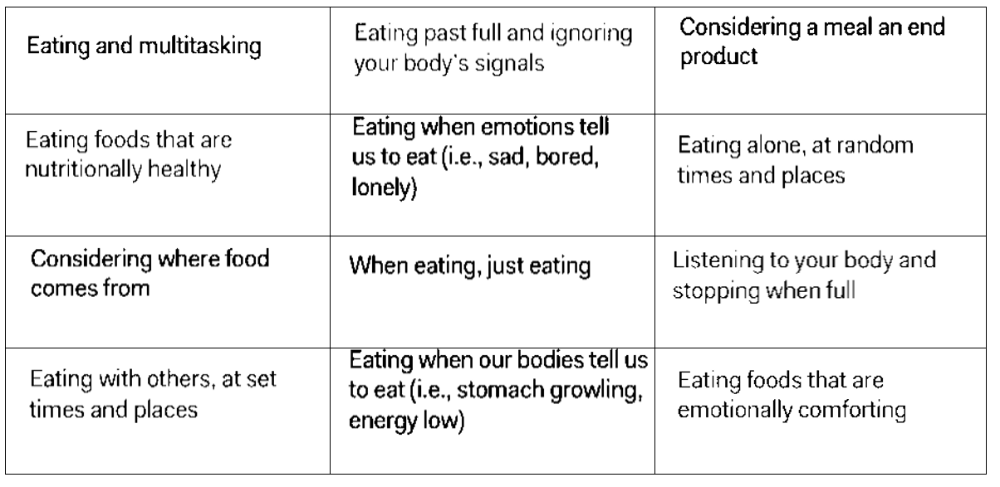 Eating and multitasking
Eating past full and ignoring
your body's signals
Considering a meal an end
product
Eating foods that are
nutritionally healthy
Eating when emotions tell
us to eat (i.e., sad, bored,
lonely)
Eating alone, at random
times and places
Considering where food
comes from
When eating, just eating
Listening to your body and
stopping when full
Eating with others, at set
times and places
Eating when our bodies tell us
to eat (i.e., stomach growling,
energy low)
Eating foods that are
emotionally comforting